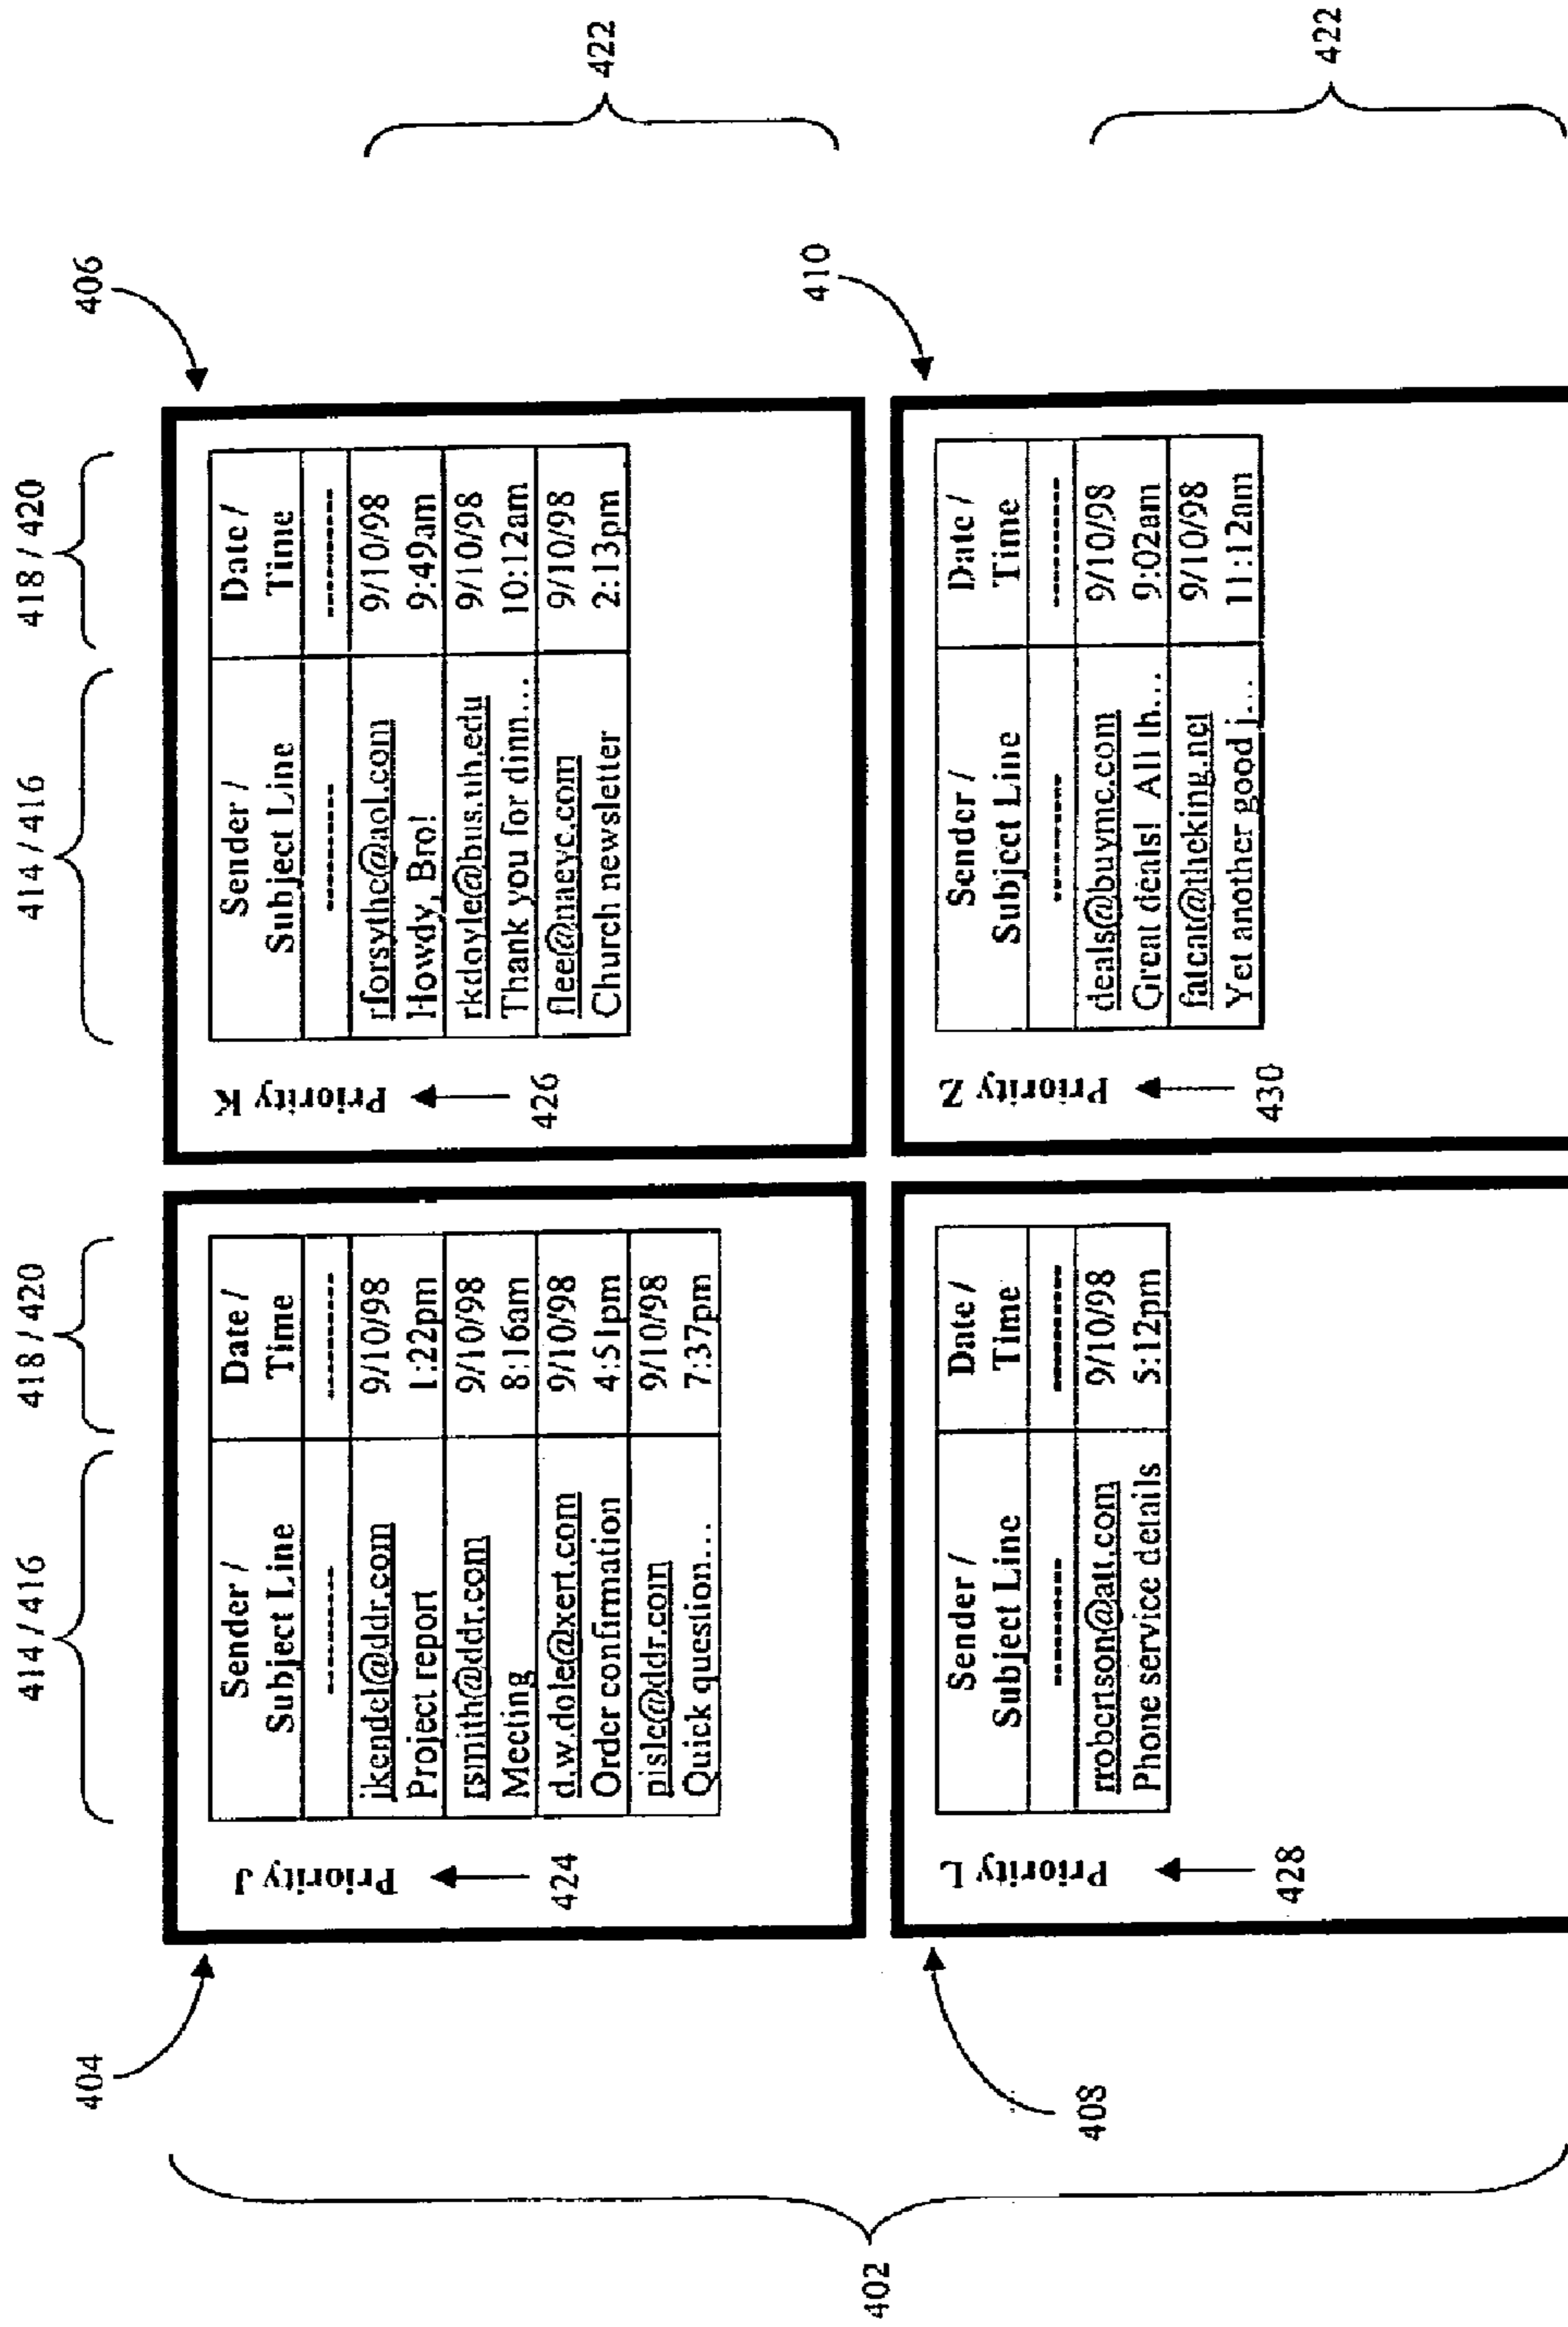 414 / 416
418 / 420
414 / 416
418 / 420
404
406
Priority J
424
Sender /
Subject Line
Date /
Time
----------
----------
jkendel@ddr.com
Project report
9/10/98
1:22pm
rsmith@ddr.com
Meeting
9/10/98
8:16am
d.w.dole@xert.com
Order confirmation
9/10/98
4:51pm
pisle@ddr.com
Quick question...
9/10/98
7:37pm
Priority K
426
Sender /
Subject Line
Date /
Time
----------
----------
rforsythe@aol.com
Howdy, Bro!
9/10/98
9:49am
rkdoyle@bus.uh.edu
Thank you for dinn...
9/10/98
10:12am
flee@naeyc.com
Church newsletter
9/10/98
2:13pm
422
402
408
410
Priority L
428
Sender /
Subject Line
Date /
Time
----------
----------
rrobertson@att.com
Phone service details
9/10/98
5:12pm
Priority Z
430
Sender /
Subject Line
Date /
Time
----------
----------
deals@buync.com
Great deals! All th...
9/10/98
9:02am
fatcat@theking.net
Yet another good j...
9/10/98
11:12am
422